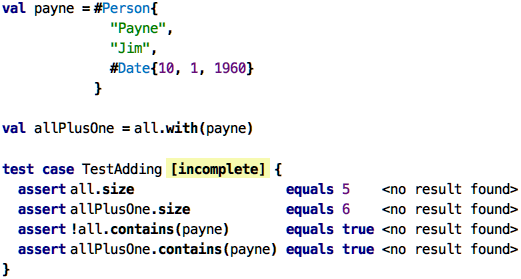 val payne = #Person{
"Payne",
"Jim",
#Date{10, 1, 1960}
}
val allPlusOne = all.with(payne)
test case TestAdding [incomplete] {
assert all.size equals 5 <no result found>
assert allPlusOne.size equals 6 <no result found>
assert !all.contains(payne) equals true <no result found>
assert allPlusOne.contains(payne) equals true <no result found>
}